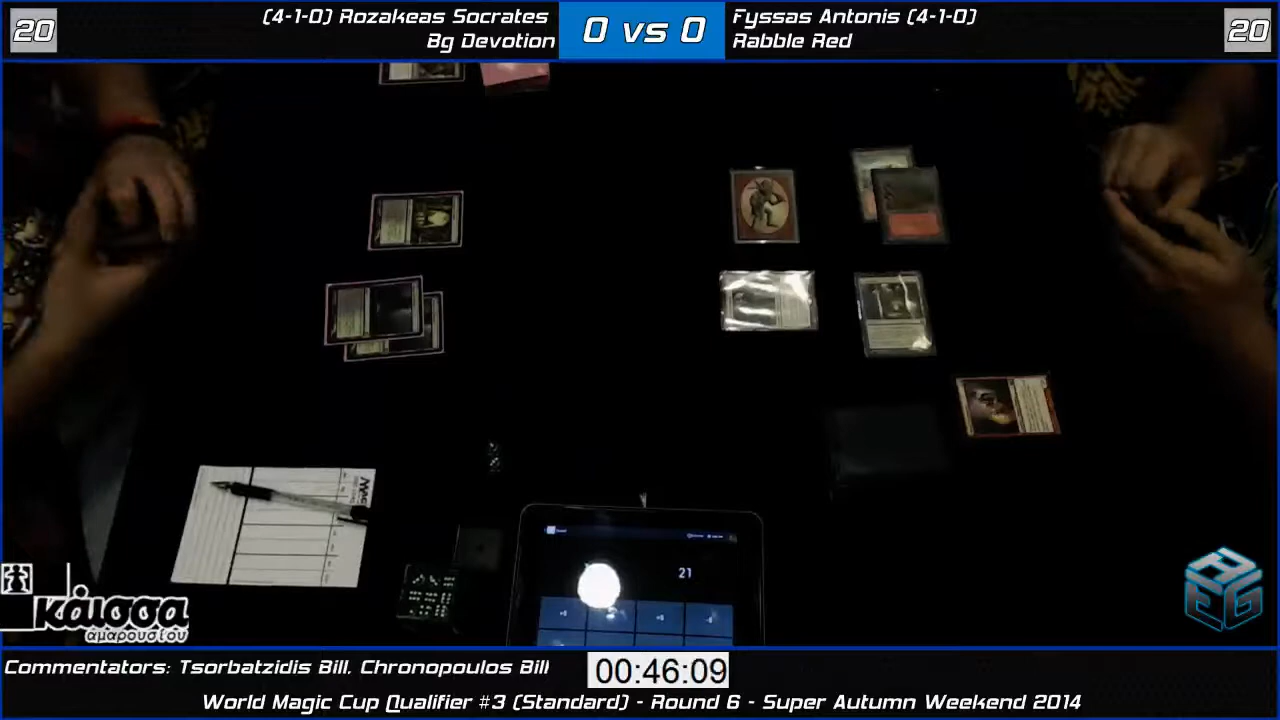 20
(4-1-0) Rozakeas Socrates
Bg Devotion
0 vs 0
Fyssas Antonis (4-1-0)
Rabble Red
20
21
κάισσα
αμαρουσίου
AEG
Commentators: Tsorbatzidis Bill, Chronopoulos Bill
00:46:09
World Magic Cup Qualifier #3 (Standard) - Round 6 - Super Autumn Weekend 2014